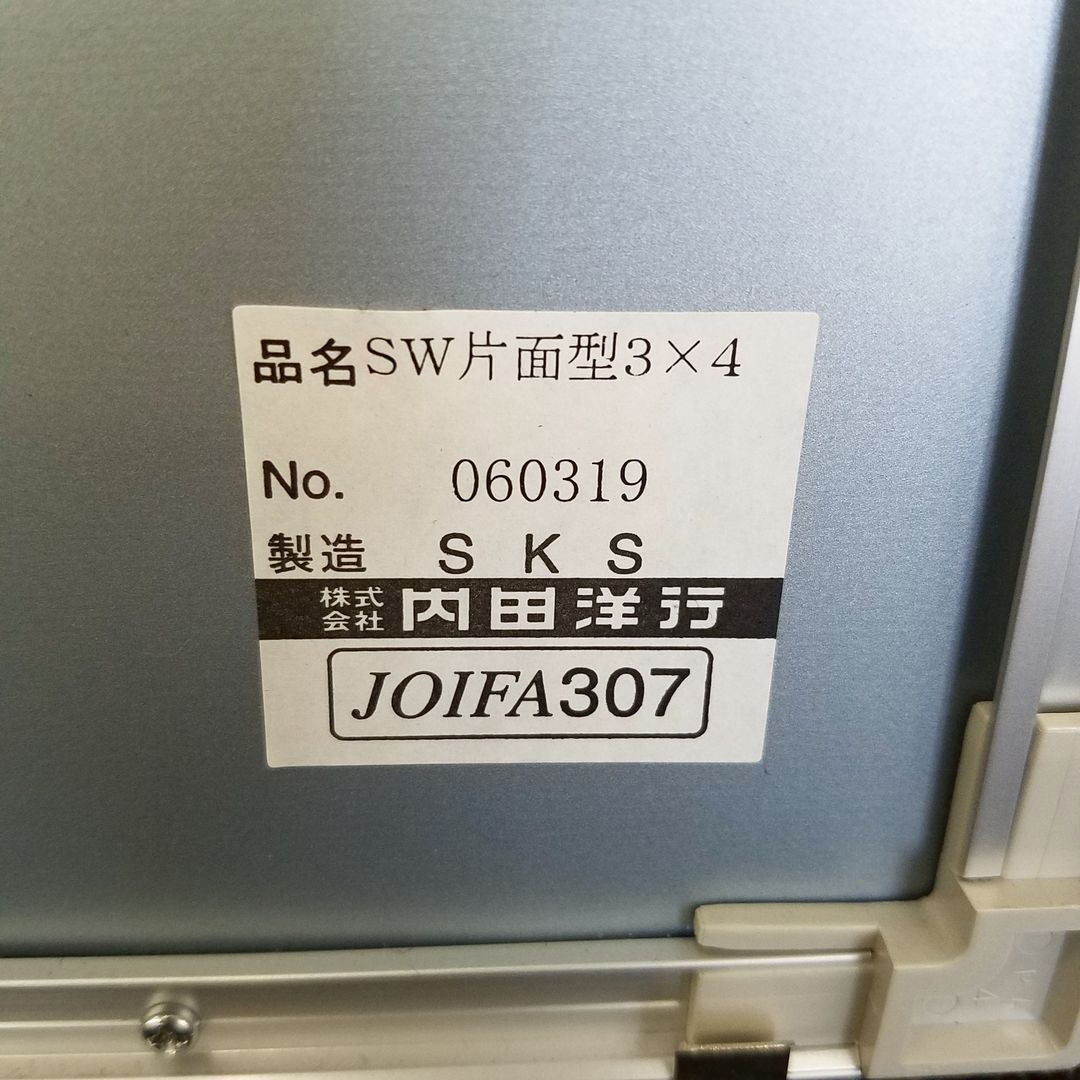 品名 SW片面型3×4
No. 060319
製造 SKS
株式会社 内田洋行
JOIFA307